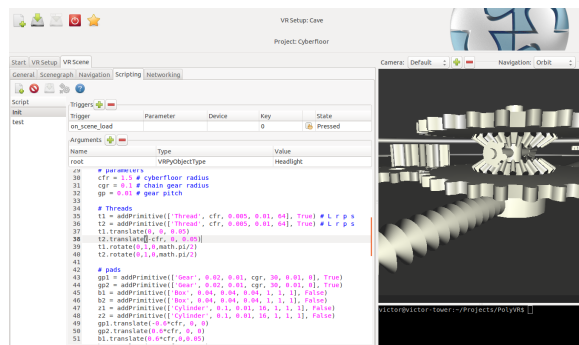 VR Setup: Cave
Project: Cyberfloor
Start VR Setup VR Scene
Camera: Default Navigation: Orbit
General Scenegraph Navigation Scripting Networking
Script
Init
test
Triggers
Trigger Parameter Device Key State
on_scene_load 0 Pressed
Arguments
Name Type Value
root VRPyObjectType Headlight
29 # parameters
30 cfr = 1.5 # cyberfloor radius
31 cgr = 0.1 # chain gear radius
32 gp = 0.01 # gear pitch
33
34 # Threads
35 t1 = addPrimitive(['Thread', cfr, 0.005, 0.01, 64], True) # L r p s
36 t2 = addPrimitive(['Thread', cfr, 0.005, 0.01, 64], True) # L r p s
37 t1.translate(0, 0, 0.05)
38 t2.translate(-cfr, 0, 0.05)
39 t1.rotate(0,1,0,math.pi/2)
40 t2.rotate(0,1,0,math.pi/2)
41
42 # pads
43 gp1 = addPrimitive(['Gear', 0.02, 0.01, cgr, 30, 0.01, 0], True)
44 gp2 = addPrimitive(['Gear', 0.02, 0.01, cgr, 30, 0.01, 0], True)
45 b1 = addPrimitive(['Box', 0.04, 0.04, 0.04, 1, 1, 1], False)
46 b2 = addPrimitive(['Box', 0.04, 0.04, 0.04, 1, 1, 1], False)
47 z1 = addPrimitive(['Cylinder', 0.1, 0.01, 16, 1, 1, 1], False)
48 z2 = addPrimitive(['Cylinder', 0.1, 0.01, 16, 1, 1, 1], False)
49 gp1.translate(-0.6*cfr, 0, 0)
50 gp2.translate(0.6*cfr, 0, 0)
51 b1.translate(0.6*cfr,0,0.05)
victor@victor-tower:~/Projects/PolyVR$